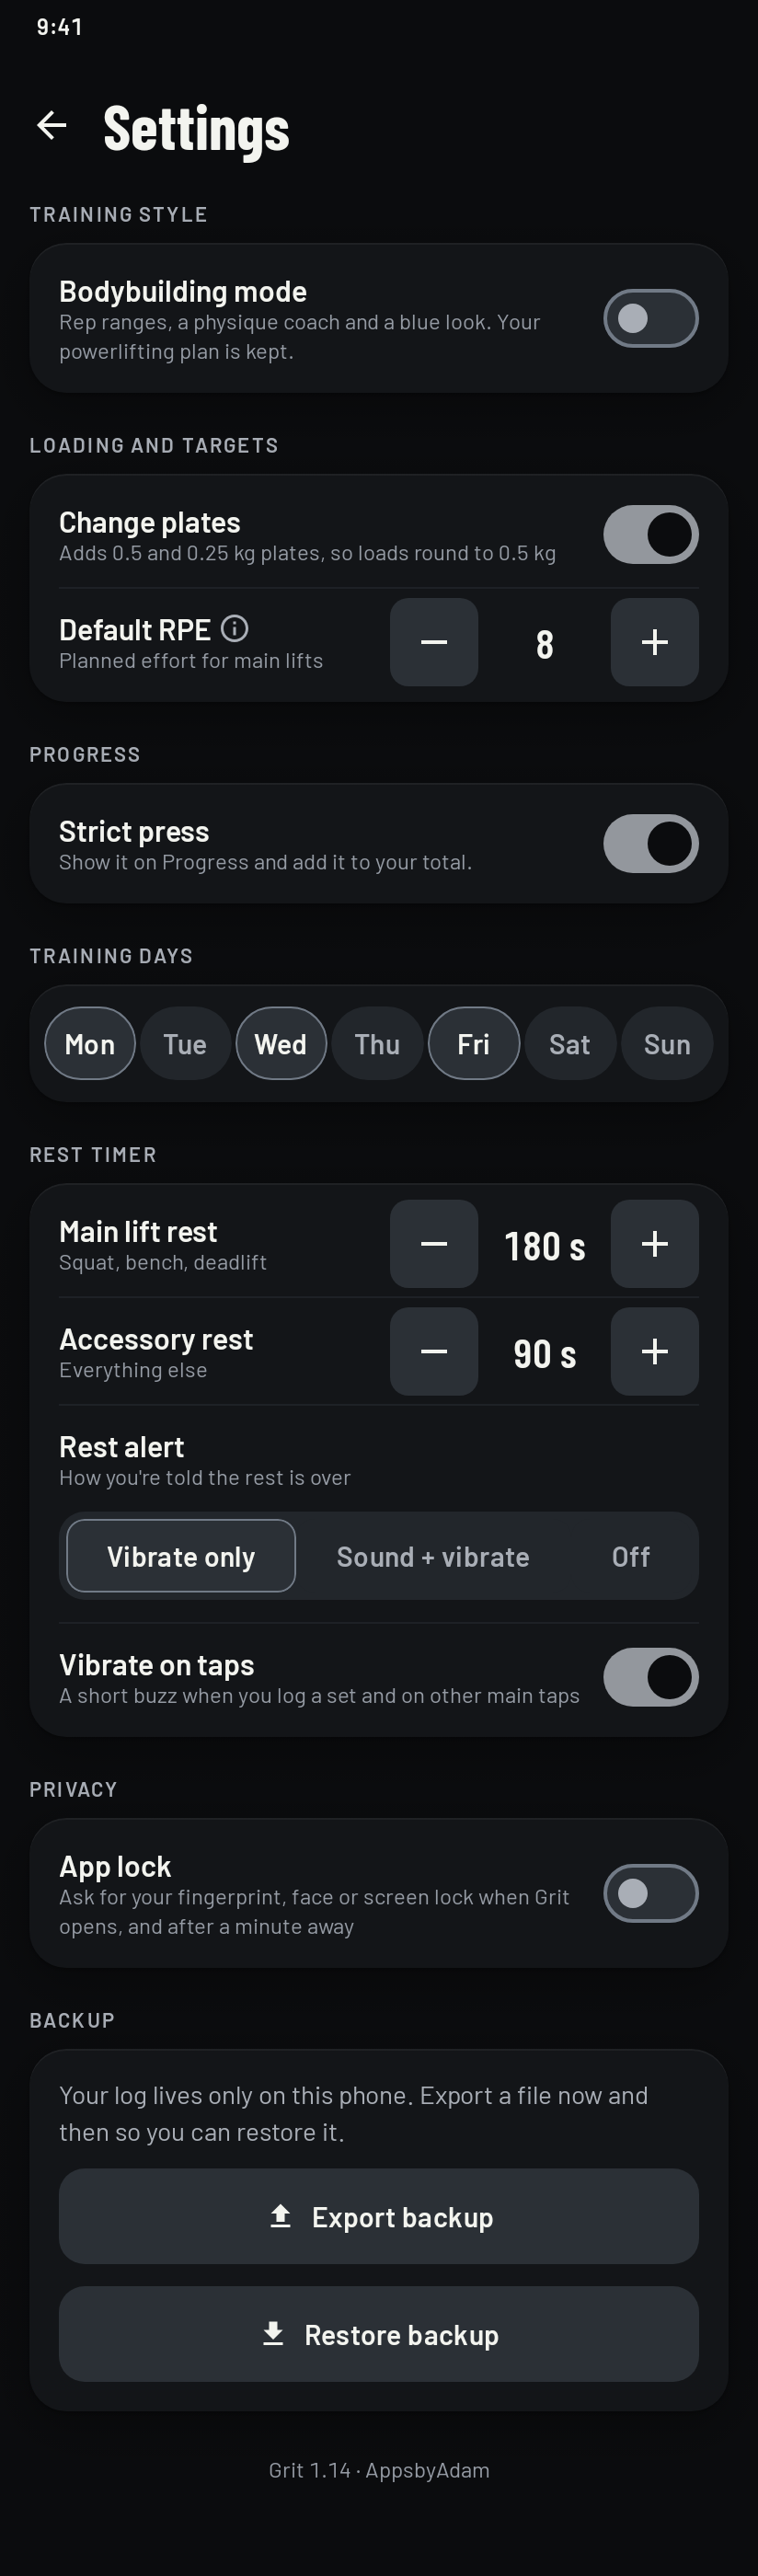 9:41
Settings
TRAINING STYLE
Bodybuilding mode
Rep ranges, a physique coach and a blue look. Your
powerlifting plan is kept.
LOADING AND TARGETS
Change plates
Adds 0.5 and 0.25 kg plates, so loads round to 0.5 kg
Default RPE
Planned effort for main lifts
8
PROGRESS
Strict press
Show it on Progress and add it to your total.
TRAINING DAYS
Mon Tue Wed Thu Fri Sat Sun
REST TIMER
Main lift rest
Squat, bench, deadlift
180 s
Accessory rest
Everything else
90 s
Rest alert
How you're told the rest is over
Vibrate only Sound + vibrate Off
Vibrate on taps
A short buzz when you log a set and on other main taps
PRIVACY
App lock
Ask for your fingerprint, face or screen lock when Grit
opens, and after a minute away
BACKUP
Your log lives only on this phone. Export a file now and
then so you can restore it.
Export backup
Restore backup
Grit 1.14 · AppsbyAdam